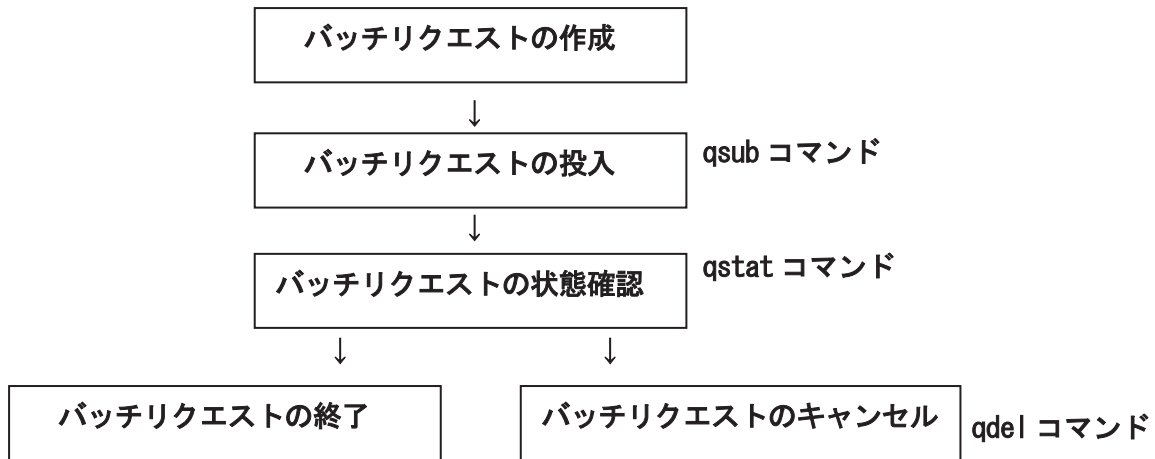 バッチリクエストの作成
↓
バッチリクエストの投入
qsub コマンド
↓
バッチリクエストの状態確認
qstat コマンド
↓ ↓
バッチリクエストの終了
バッチリクエストのキャンセル
qdel コマンド